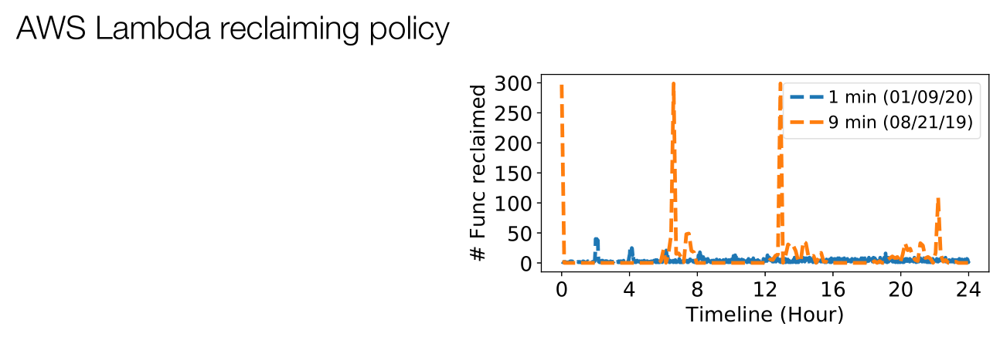 AWS Lambda reclaiming policy
# Func reclaimed
300
250
200
150
100
50
0
1 min (01/09/20)
9 min (08/21/19)
0 4 8 12 16 20 24
Timeline (Hour)